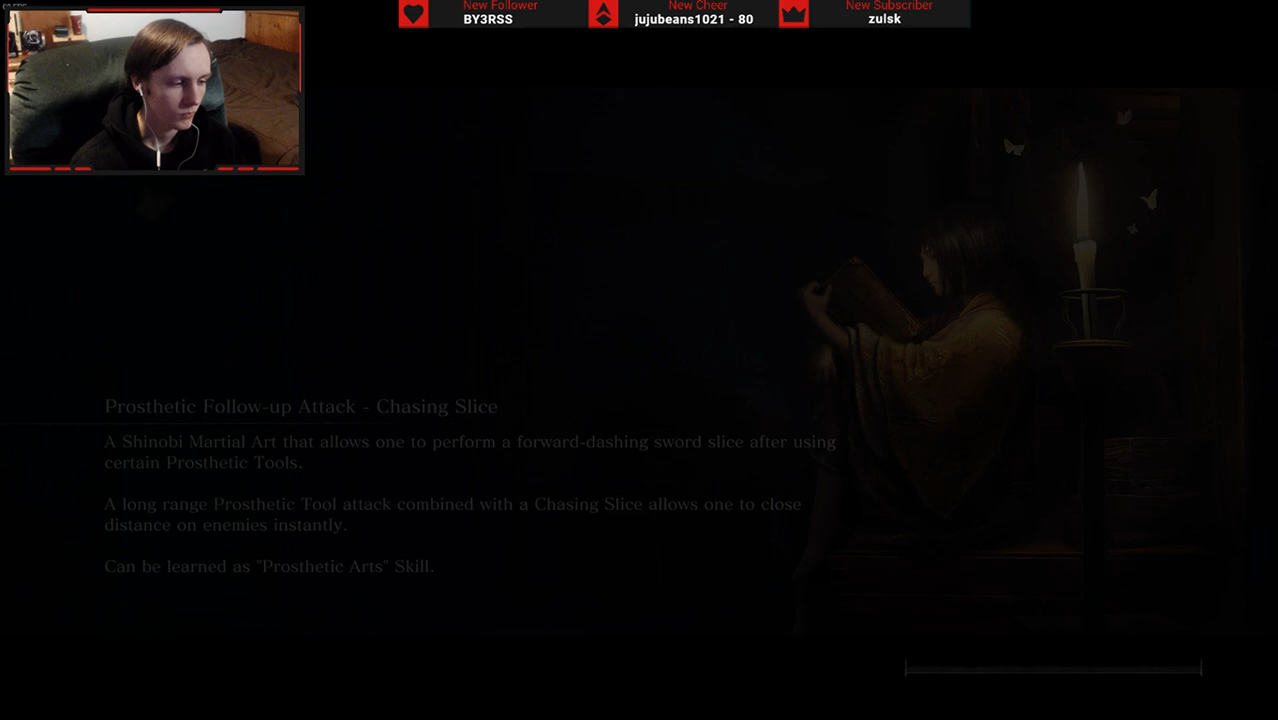 New Follower
BY3RSS
New Cheer
jujubeans1021 - 80
New Subscriber
zulsk
Prosthetic Follow-up Attack - Chasing Slice
A Shinobi Martial Art that allows one to perform a forward-dashing sword slice after using
certain Prosthetic Tools.
A long range Prosthetic Tool attack combined with a Chasing Slice allows one to close
distance on enemies instantly.
Can be learned as "Prosthetic Arts" Skill.